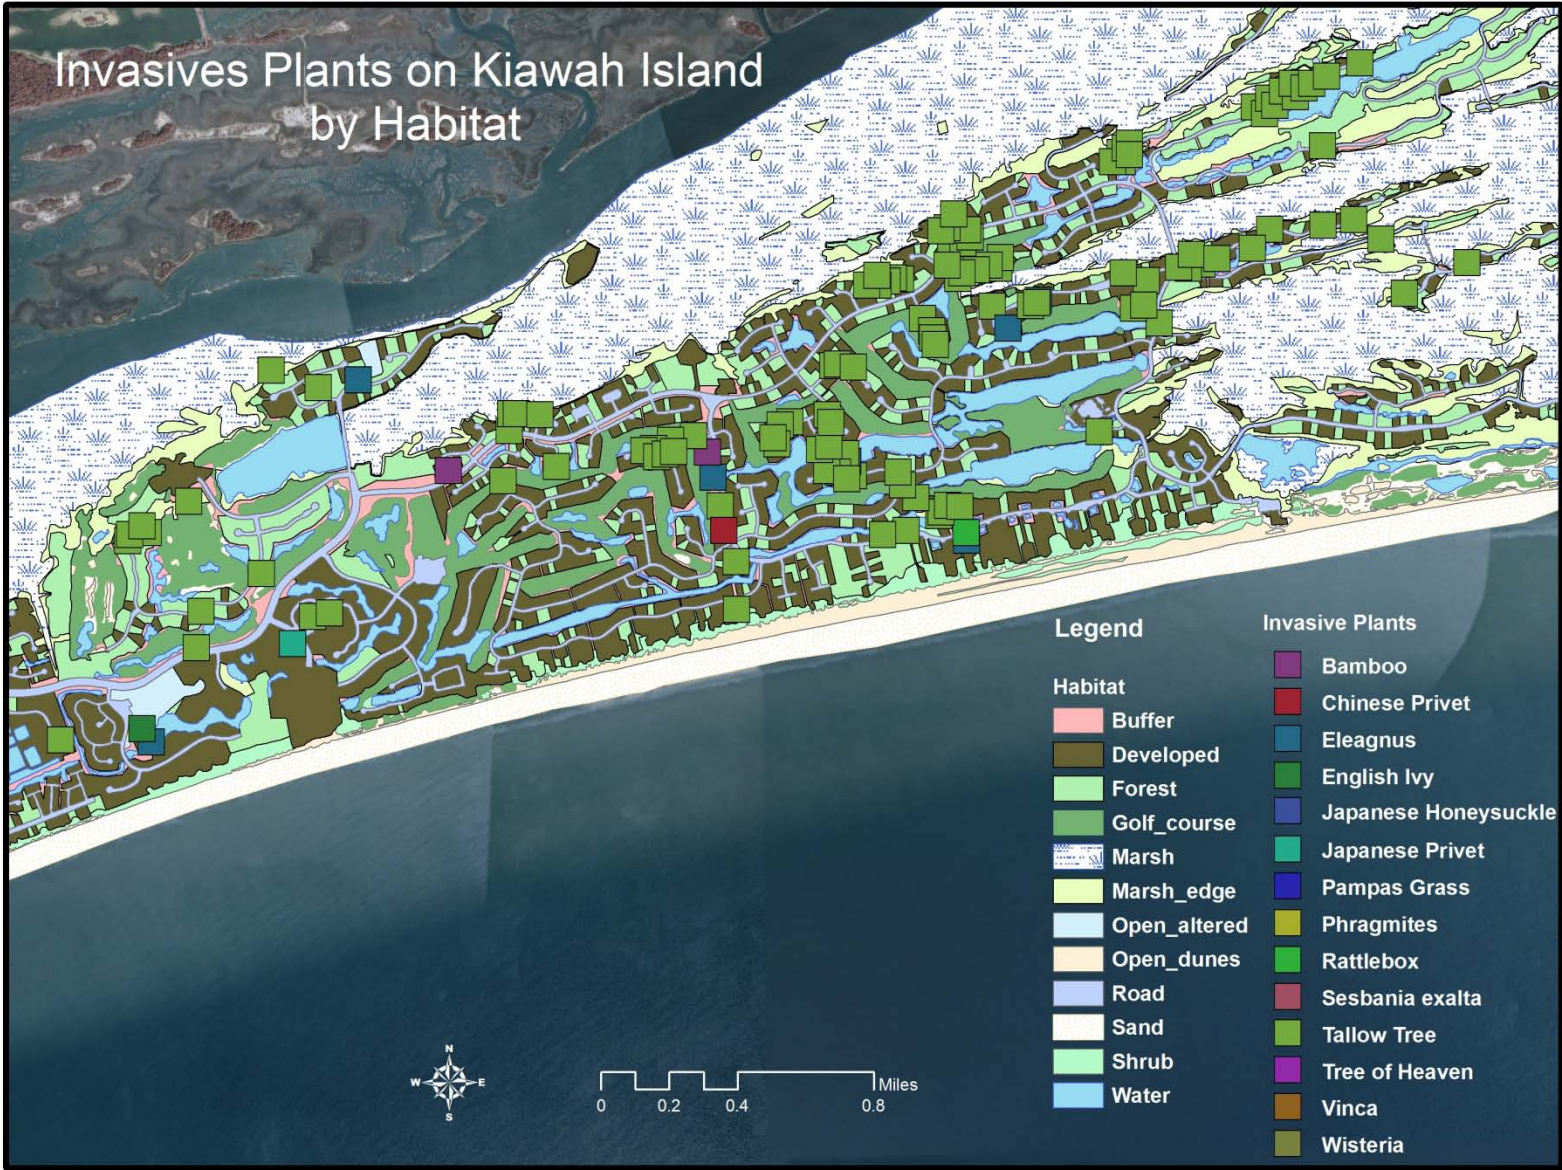 Invasives Plants on Kiawah Island
by Habitat
Legend
Habitat
Buffer
Developed
Forest
Golf_course
Marsh
Marsh_edge
Open_altered
Open_dunes
Road
Sand
Shrub
Water
Invasive Plants
Bamboo
Chinese Privet
Eleagnus
English Ivy
Japanese Honeysuckle
Japanese Privet
Pampas Grass
Phragmites
Rattlebox
Sesbania exalta
Tallow Tree
Tree of Heaven
Vinca
Wisteria
N
W E
S
Miles
0 0.2 0.4 0.8